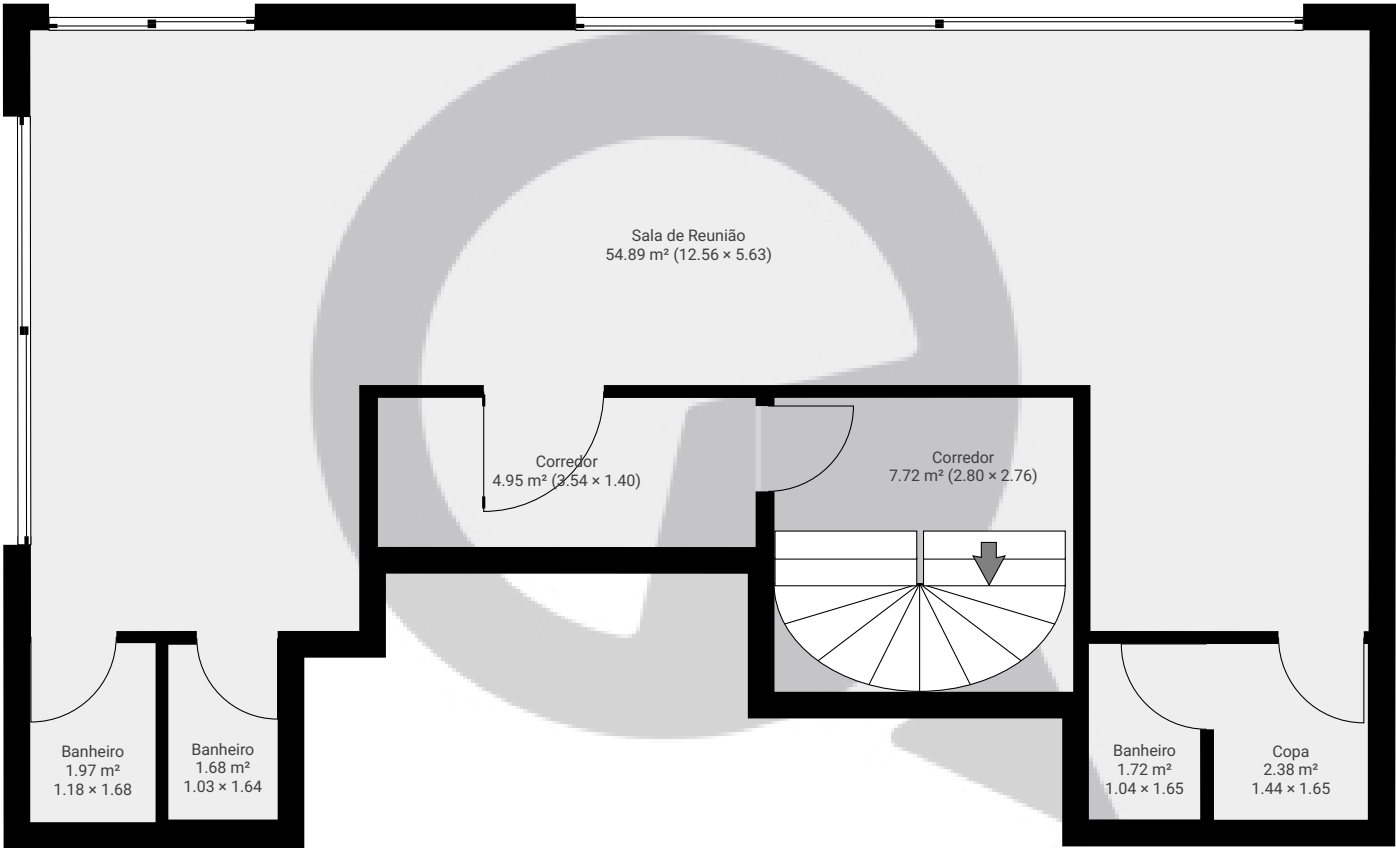 Sala de Reunião
54.89 m² (12.56 × 5.63)
Corredor
4.95 m² (3.54 × 1.40)
Corredor
7.72 m² (2.80 × 2.76)
Banheiro
1.97 m²
1.18 × 1.68
Banheiro
1.68 m²
1.03 × 1.64
Banheiro
1.72 m²
1.04 × 1.65
Copa
2.38 m²
1.44 × 1.65